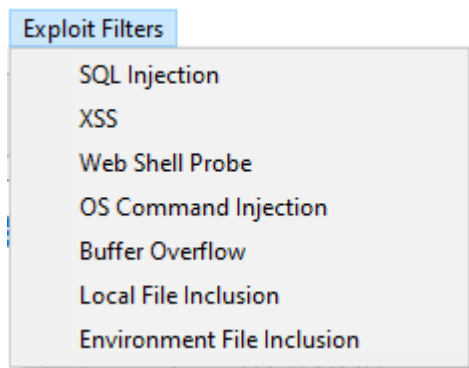 Exploit Filters
SQL Injection
XSS
Web Shell Probe
OS Command Injection
Buffer Overflow
Local File Inclusion
Environment File Inclusion